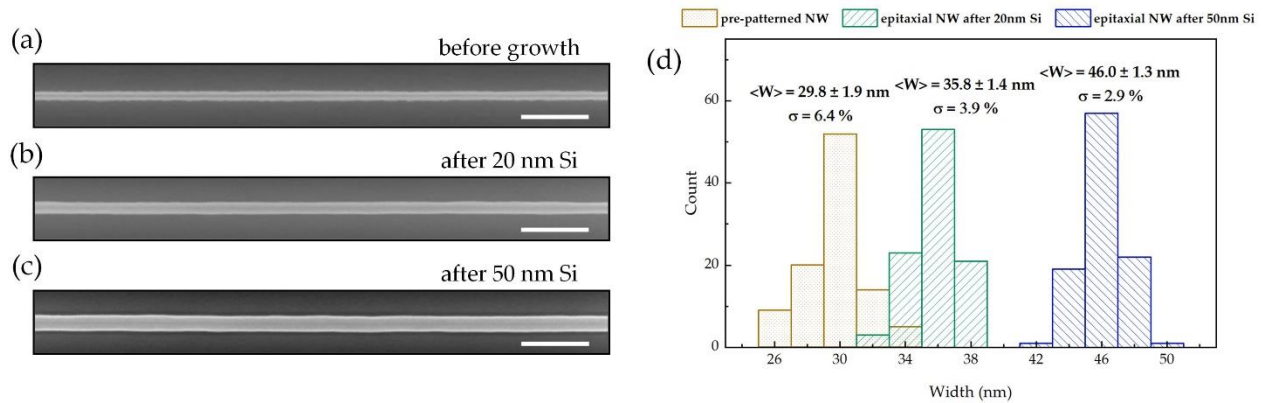 (a)
before growth
(b)
after 20 nm Si
(c)
after 50 nm Si
pre-patterned NW epitaxial NW after 20nm Si epitaxial NW after 50nm Si
(d)
<W> = 29.8 ± 1.9 nm <W> = 35.8 ± 1.4 nm <W> = 46.0 ± 1.3 nm
σ = 6.4 % σ = 3.9 % σ = 2.9 %
60
40
20
0
Count
26 30 34 38 42 46 50
Width (nm)